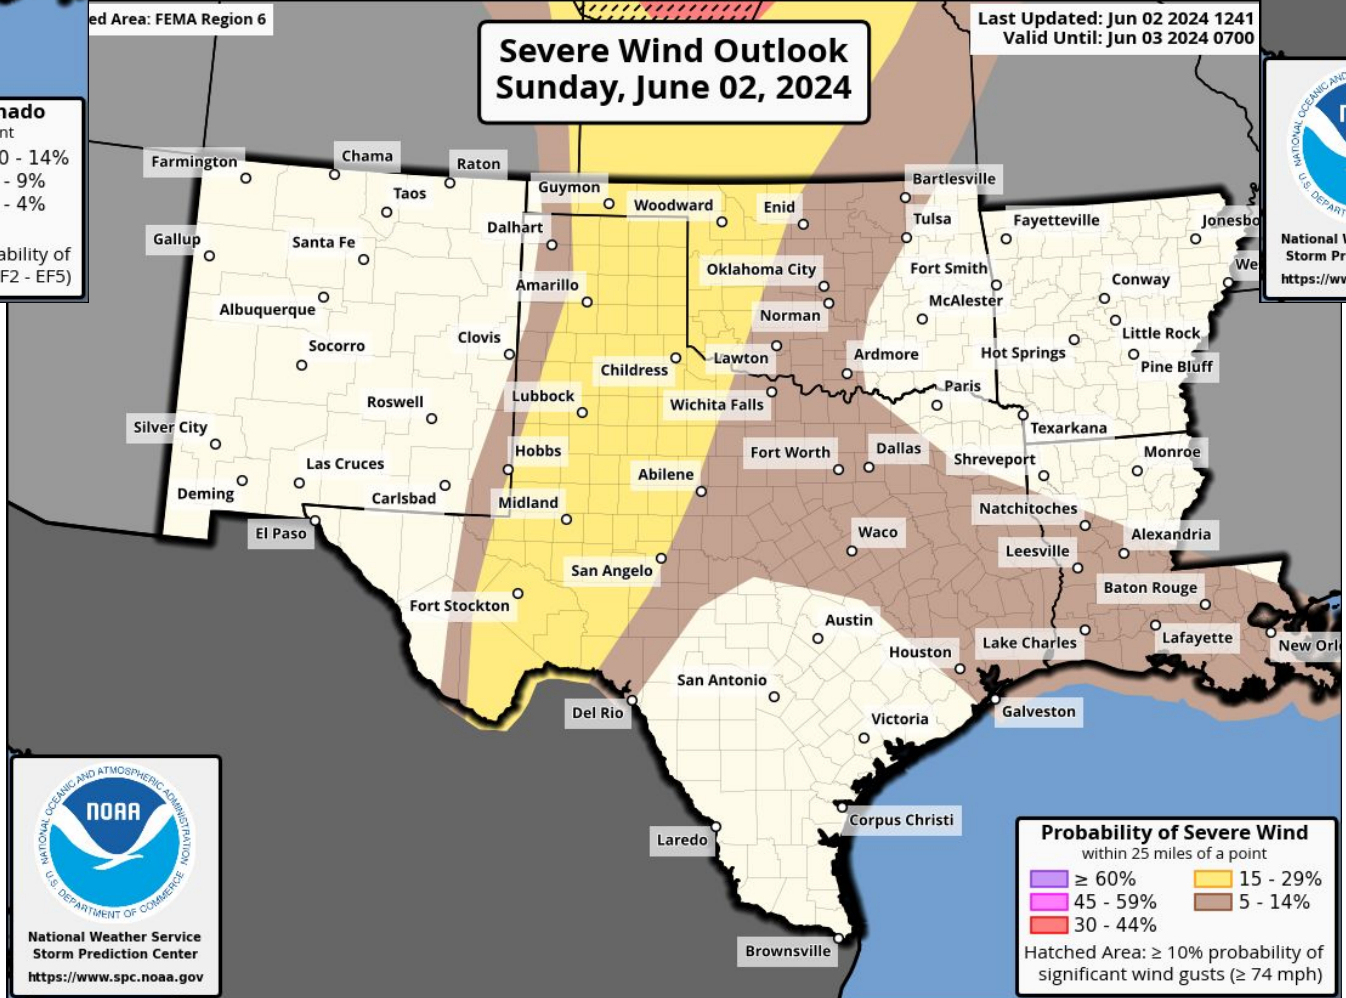 ed Area: FEMA Region 6
Severe Wind Outlook
Sunday, June 02, 2024
Last Updated: Jun 02 2024 1241
Valid Until: Jun 03 2024 0700
nado
nt
0 - 14%
- 9%
- 4%
ability of
F2 - EF5)
NATIONAL OCEANIC AND
U.S. DEPART
National W
Storm Pr
https://ww
Farmington
Chama
Raton
Taos
Guymon
Woodward
Enid
Bartlesville
Tulsa
Fayetteville
Jonesbo
Gallup
Santa Fe
Dalhart
Oklahoma City
Fort Smith
We
Albuquerque
Amarillo
Norman
McAlester
Conway
Socorro
Clovis
Childress
Lawton
Ardmore
Hot Springs
Little Rock
Pine Bluff
Roswell
Lubbock
Wichita Falls
Paris
Texarkana
Silver City
Las Cruces
Hobbs
Fort Worth
Dallas
Shreveport
Monroe
Deming
Carlsbad
Midland
Abilene
Natchitoches
El Paso
Waco
Leesville
Alexandria
San Angelo
Baton Rouge
Fort Stockton
Austin
Houston
Lake Charles
Lafayette
New Orl
San Antonio
Del Rio
Victoria
Galveston
Laredo
Corpus Christi
Brownsville
NATIONAL OCEANIC AND ATMOSPHERIC ADMINISTRATION
NOAA
U.S. DEPARTMENT OF COMMERCE
National Weather Service
Storm Prediction Center
https://www.spc.noaa.gov
Probability of Severe Wind
within 25 miles of a point
≥ 60%
15 - 29%
45 - 59%
5 - 14%
30 - 44%
Hatched Area: ≥ 10% probability of
significant wind gusts (≥ 74 mph)